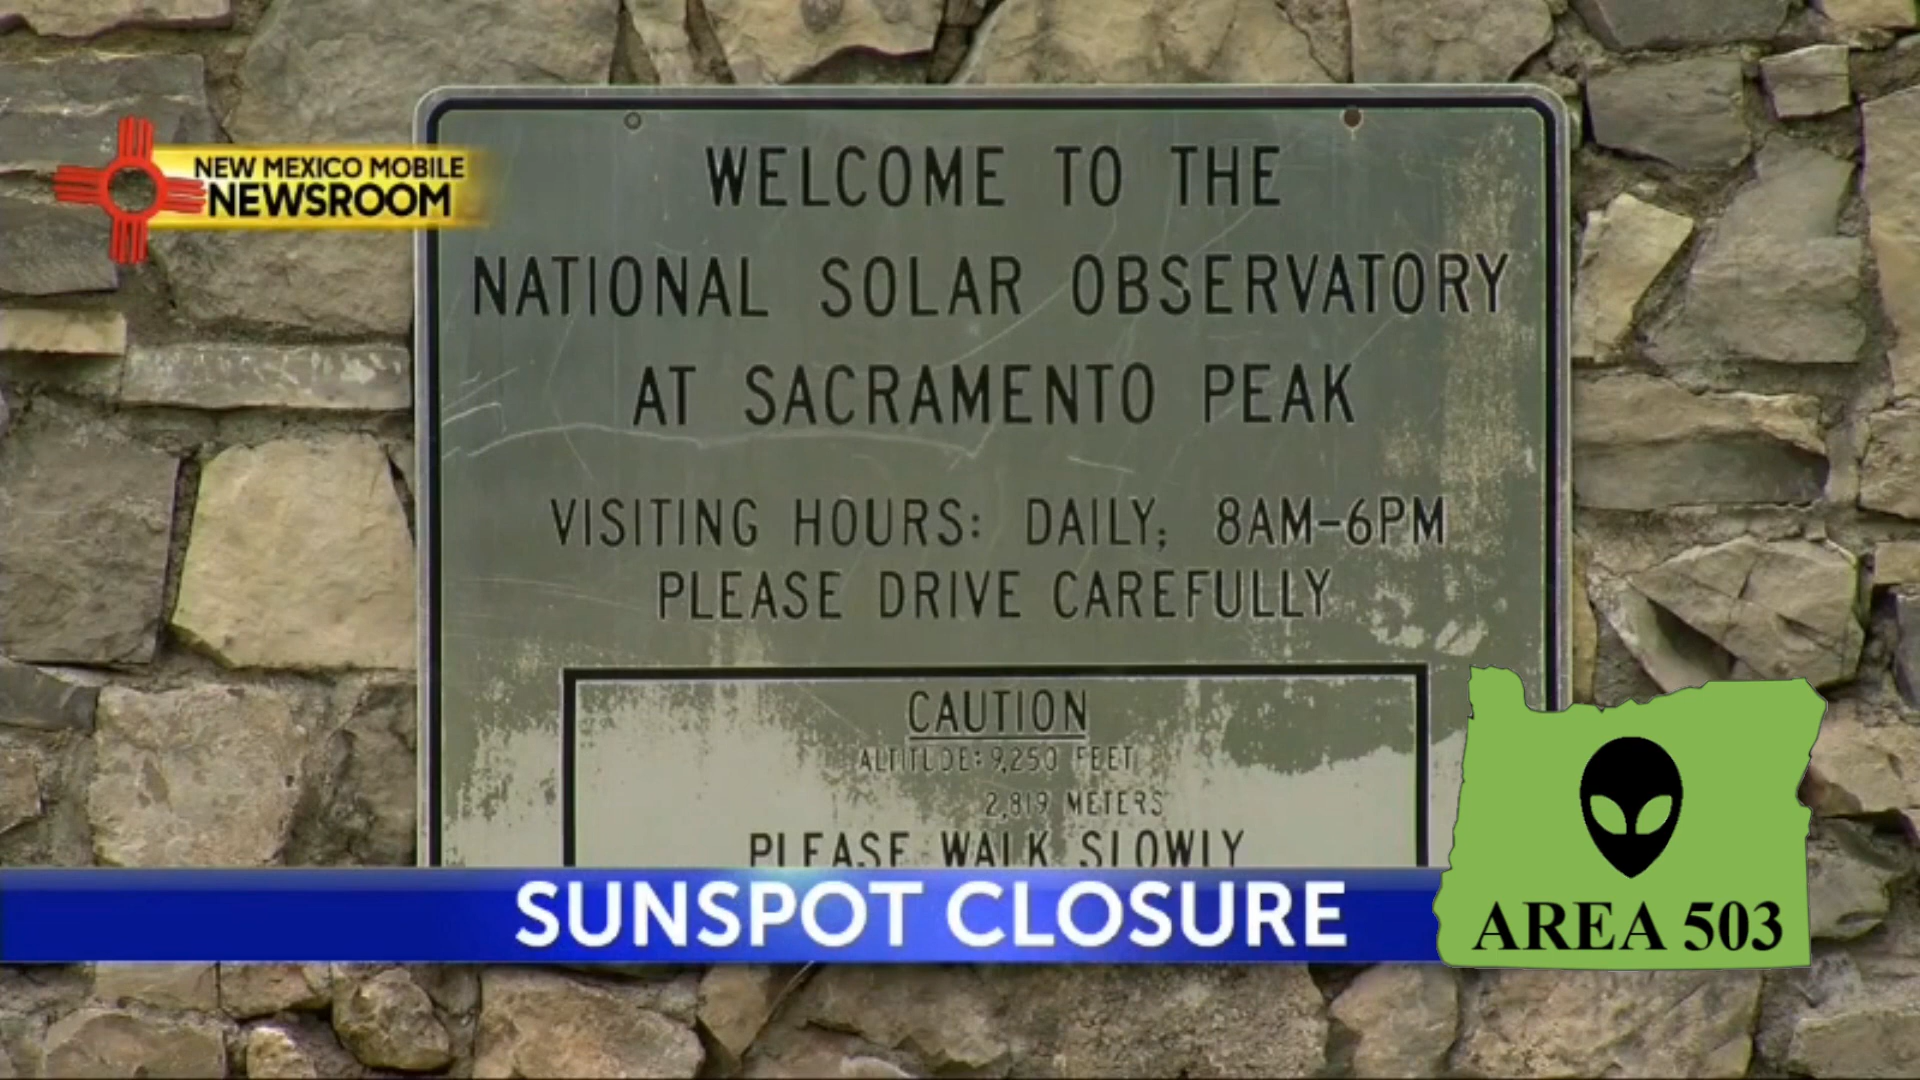 NEW MEXICO MOBILE
NEWSROOM
WELCOME TO THE
NATIONAL SOLAR OBSERVATORY
AT SACRAMENTO PEAK
VISITING HOURS: DAILY; 8AM-6PM
PLEASE DRIVE CAREFULLY
CAUTION
ALTITUDE: 9,250 FEET
2,819 METERS
PLEASE WALK SLOWLY
SUNSPOT CLOSURE
AREA 503